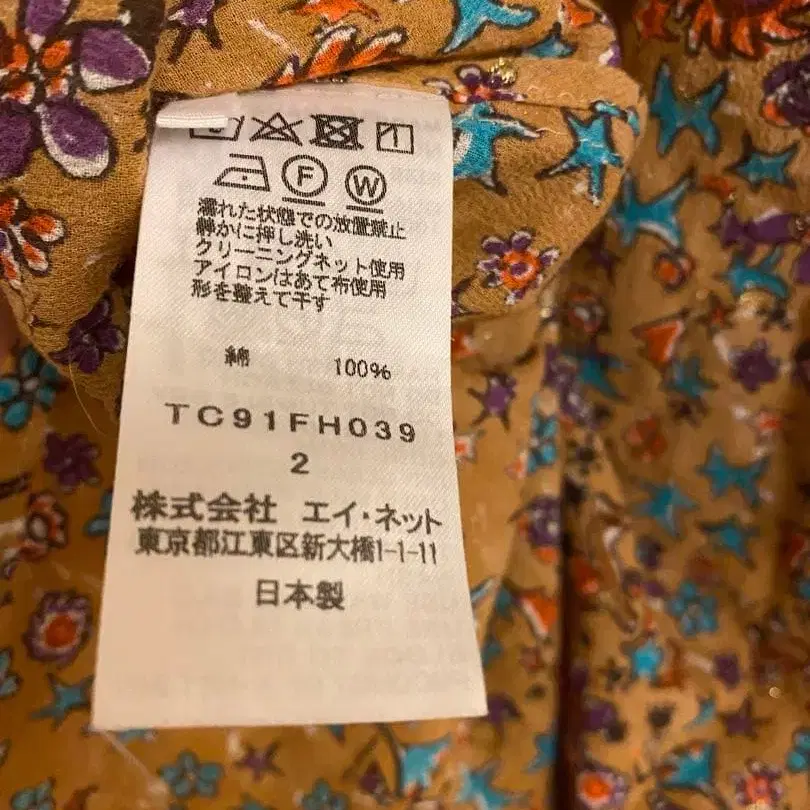 F W
濡れた状態での放置禁止
静かに押し洗い
クリーニングネット使用
アイロンはあて布使用
形を整えて干す
綿 100%
TC91FH039
2
株式会社 エイ・ネット
東京都江東区新大橋1-1-11
日本製